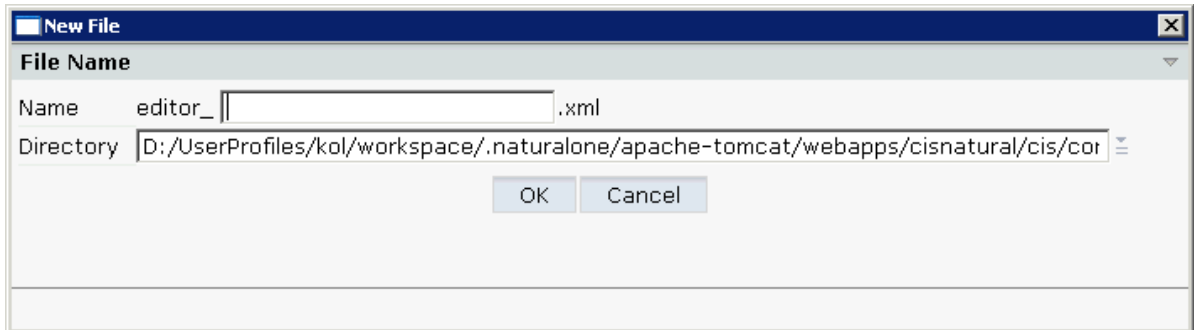 New File
File Name
Name editor_ .xml
Directory D:/UserProfiles/kol/workspace/.naturalone/apache-tomcat/webapps/cisnatural/cis/cor
OK Cancel